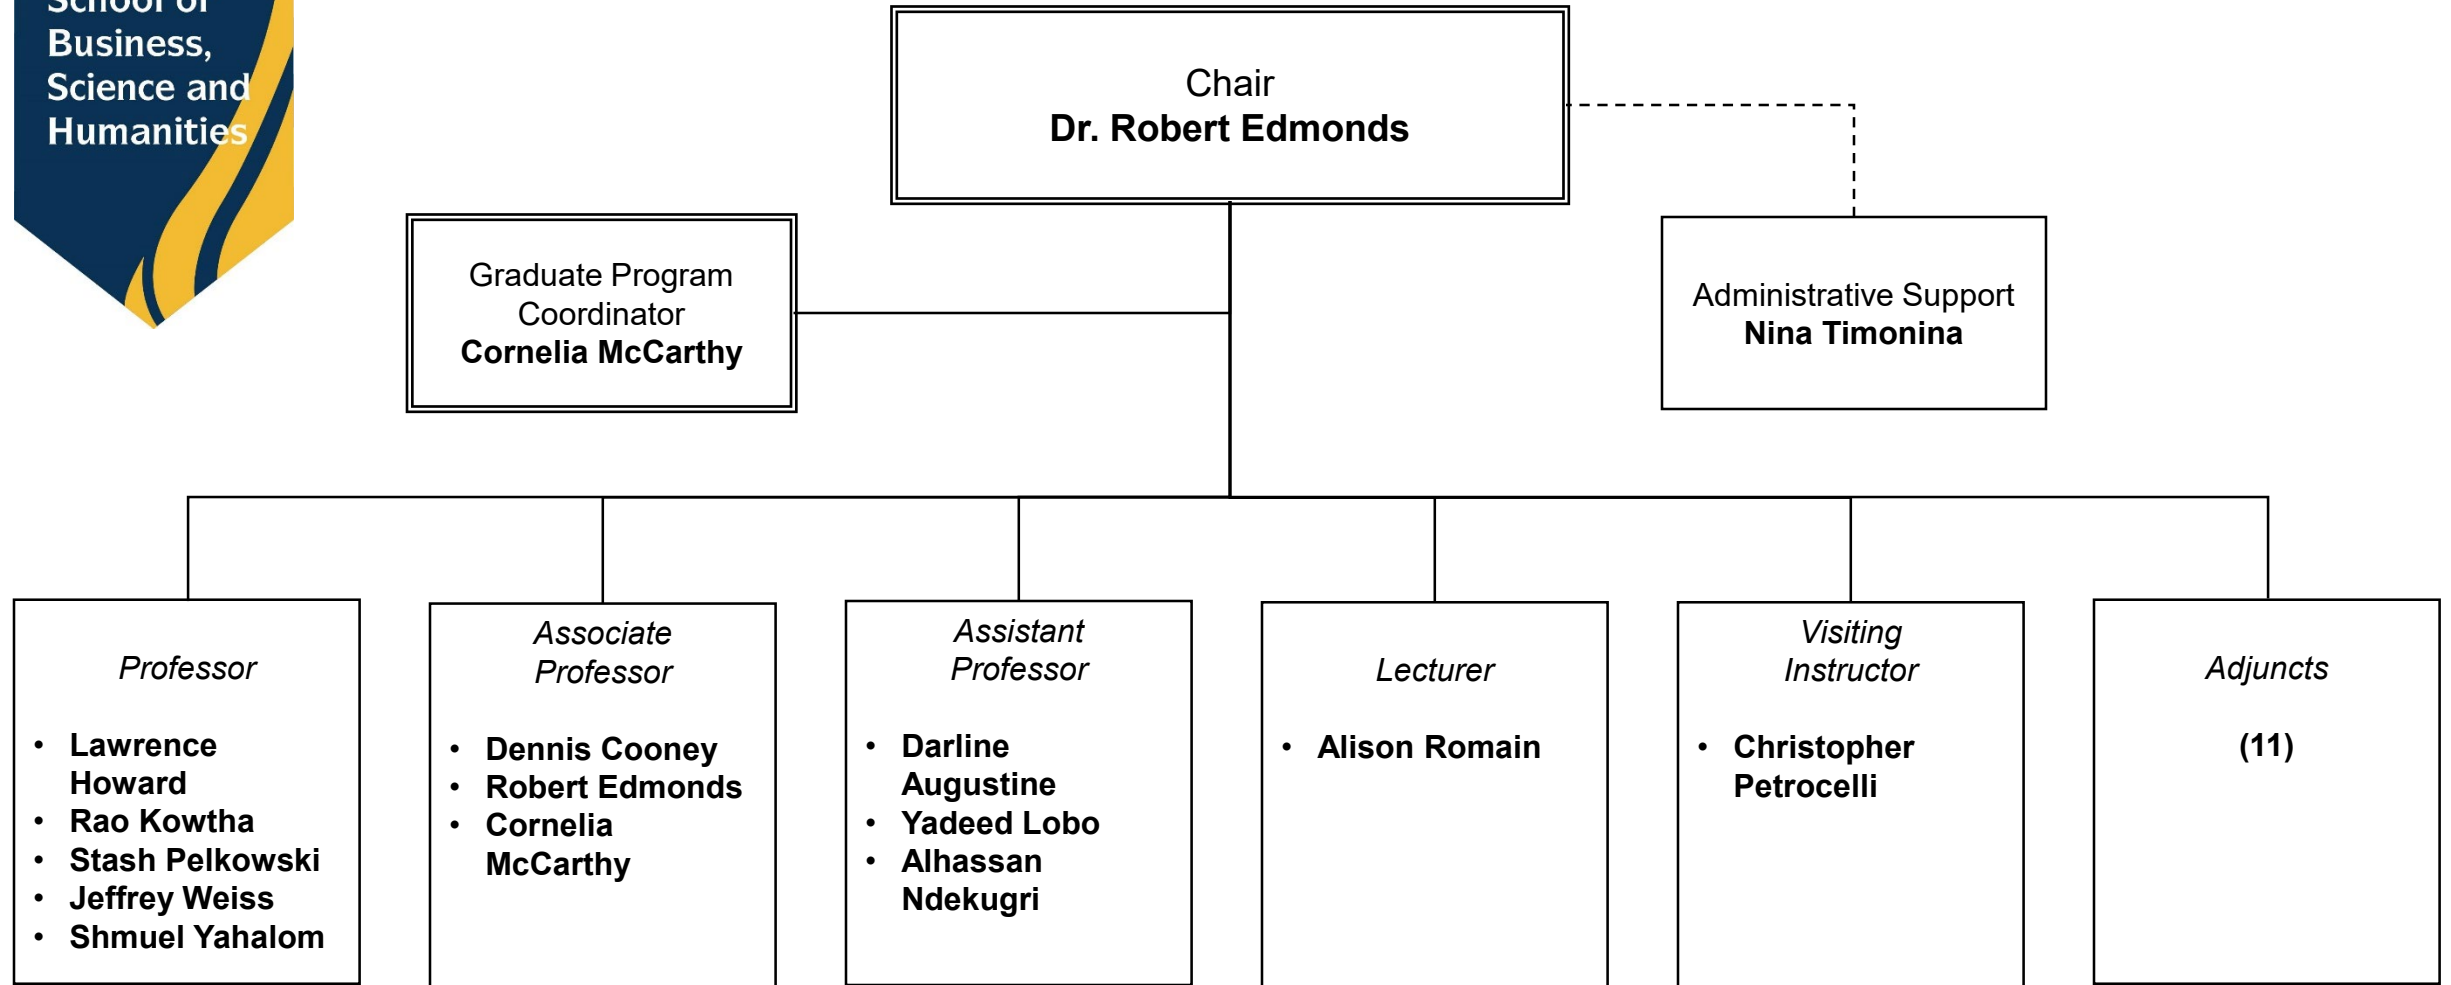 School of
Business,
Science and
Humanities
Chair
Dr. Robert Edmonds
Graduate Program
Coordinator
Cornelia McCarthy
Administrative Support
Nina Timonina
Professor
• Lawrence
Howard
• Rao Kowtha
• Stash Pelkowski
• Jeffrey Weiss
• Shmuel Yahalom
Associate
Professor
• Dennis Cooney
• Robert Edmonds
• Cornelia
McCarthy
Assistant
Professor
• Darline
Augustine
• Yadeed Lobo
• Alhassan
Ndekugri
Lecturer
• Alison Romain
Visiting
Instructor
• Christopher
Petrocelli
Adjuncts
(11)